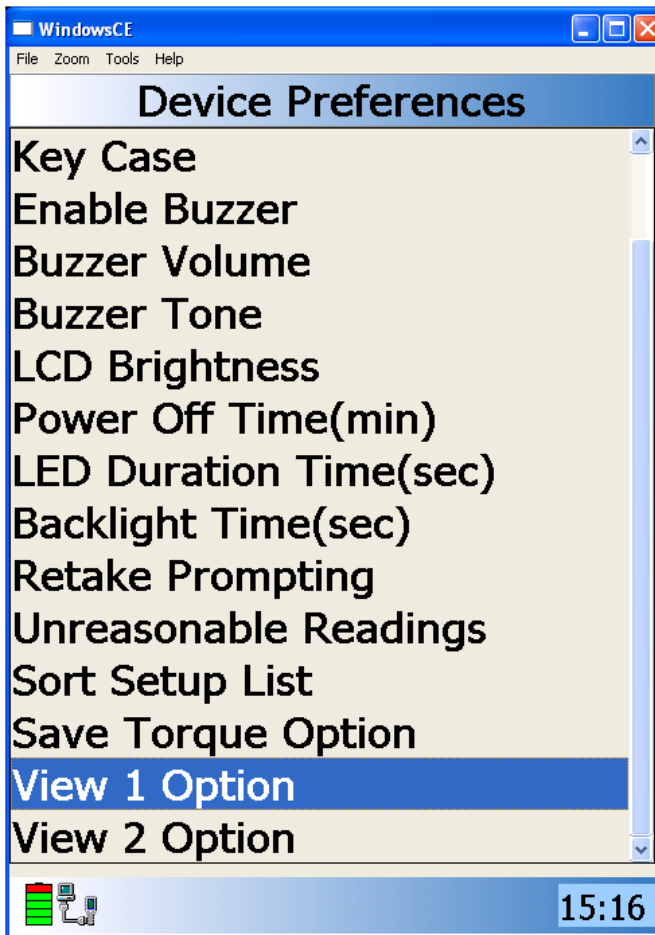 WindowsCE
File Zoom Tools Help
Device Preferences
Key Case
Enable Buzzer
Buzzer Volume
Buzzer Tone
LCD Brightness
Power Off Time(min)
LED Duration Time(sec)
Backlight Time(sec)
Retake Prompting
Unreasonable Readings
Sort Setup List
Save Torque Option
View 1 Option
View 2 Option
15:16